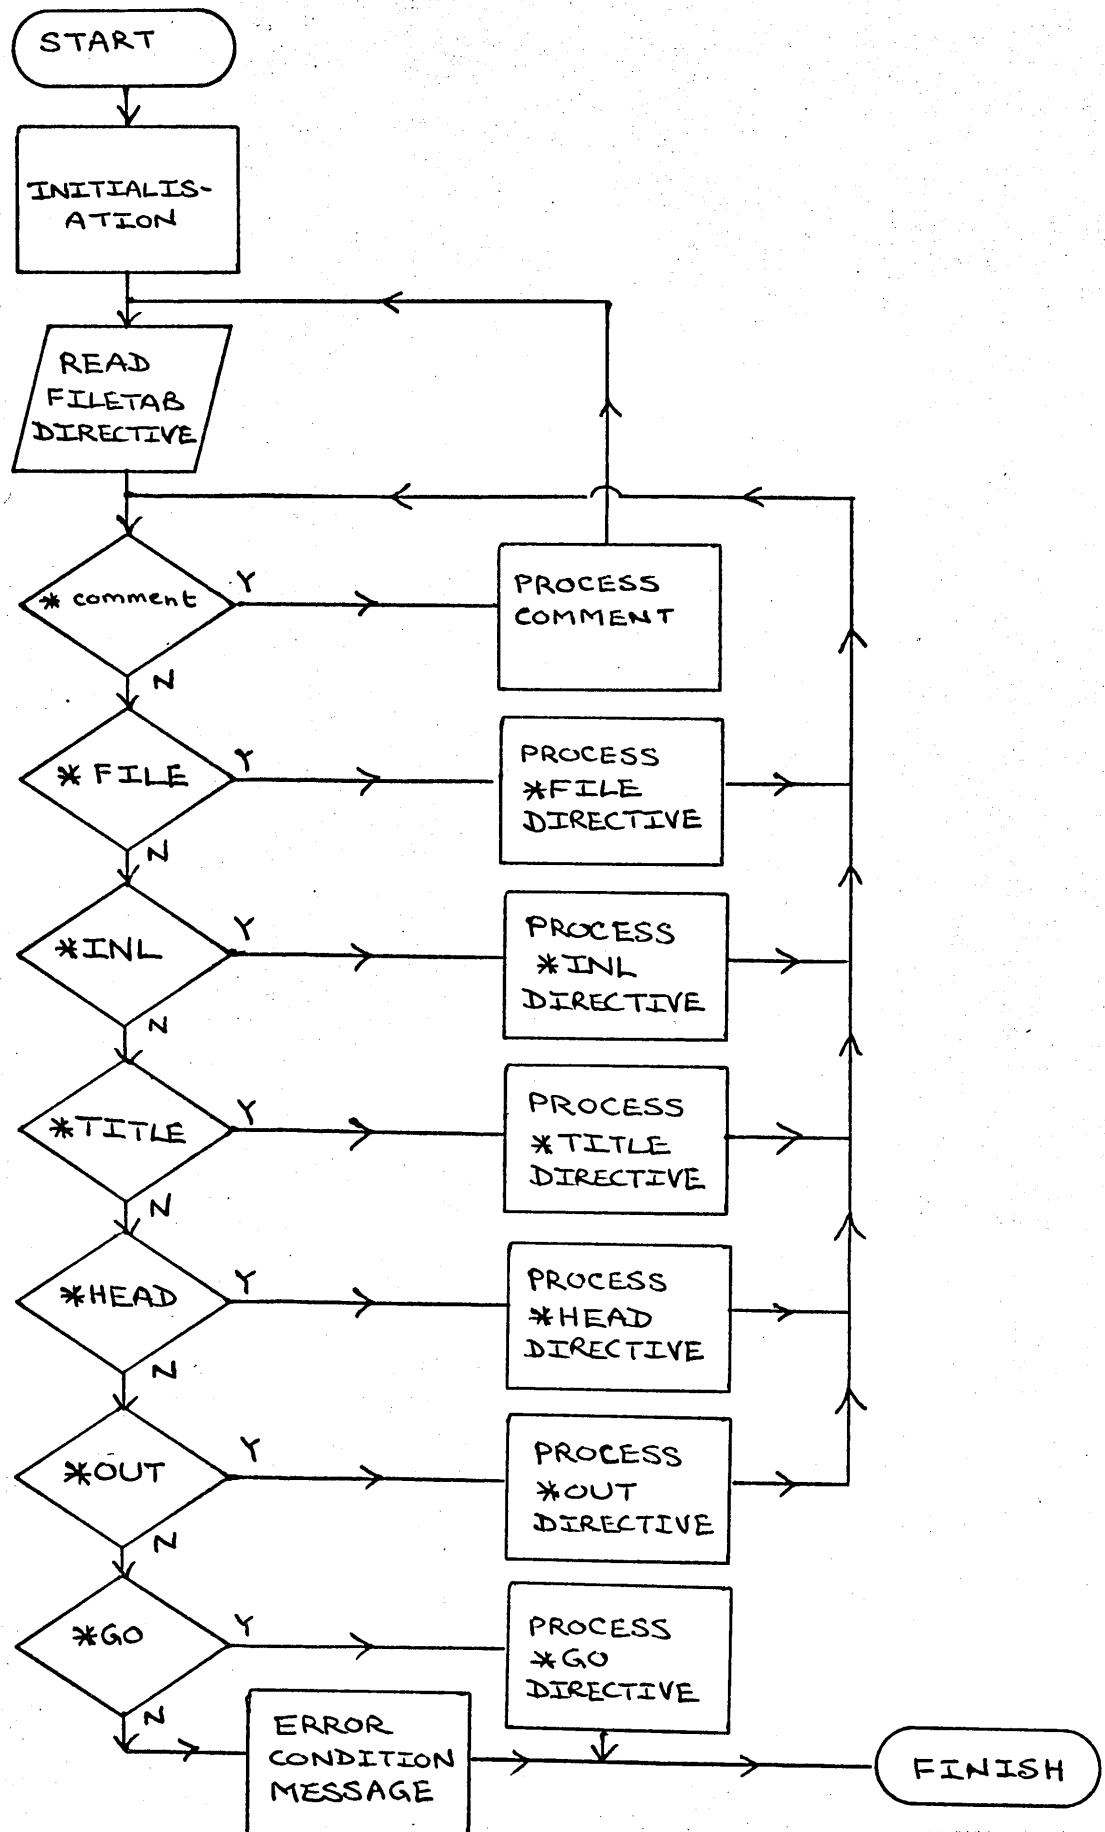 START
INITIALIS-
ATION
READ
FILETAB
DIRECTIVE
* comment
Y
PROCESS
COMMENT
N
* FILE
Y
PROCESS
*FILE
DIRECTIVE
N
*INL
Y
PROCESS
*INL
DIRECTIVE
N
*TITLE
Y
PROCESS
*TITLE
DIRECTIVE
N
*HEAD
Y
PROCESS
*HEAD
DIRECTIVE
N
*OUT
Y
PROCESS
*OUT
DIRECTIVE
N
*GO
Y
PROCESS
*GO
DIRECTIVE
N
ERROR
CONDITION
MESSAGE
FINISH